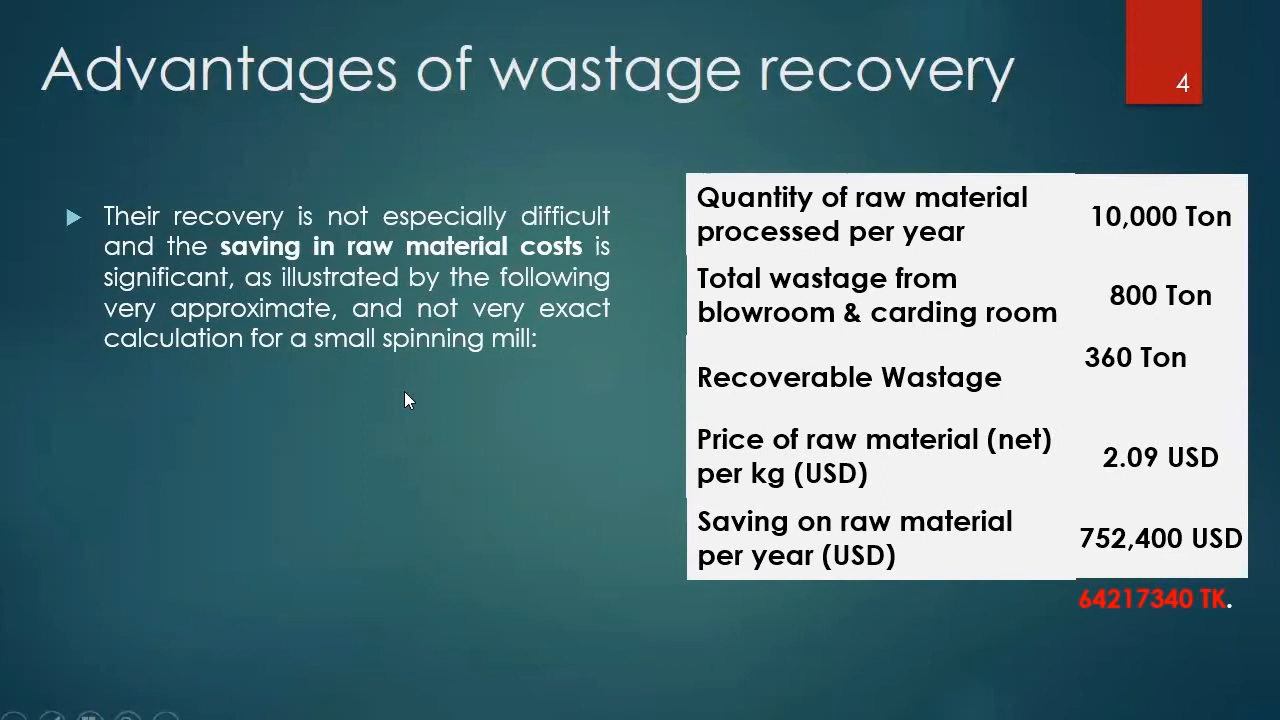 Advantages of wastage recovery
4
Their recovery is not especially difficult
and the saving in raw material costs is
significant, as illustrated by the following
very approximate, and not very exact
calculation for a small spinning mill:
Quantity of raw material
processed per year
10,000 Ton
Total wastage from
blowroom & carding room
800 Ton
Recoverable Wastage
360 Ton
Price of raw material (net)
per kg (USD)
2.09 USD
Saving on raw material
per year (USD)
752,400 USD
64217340 TK.